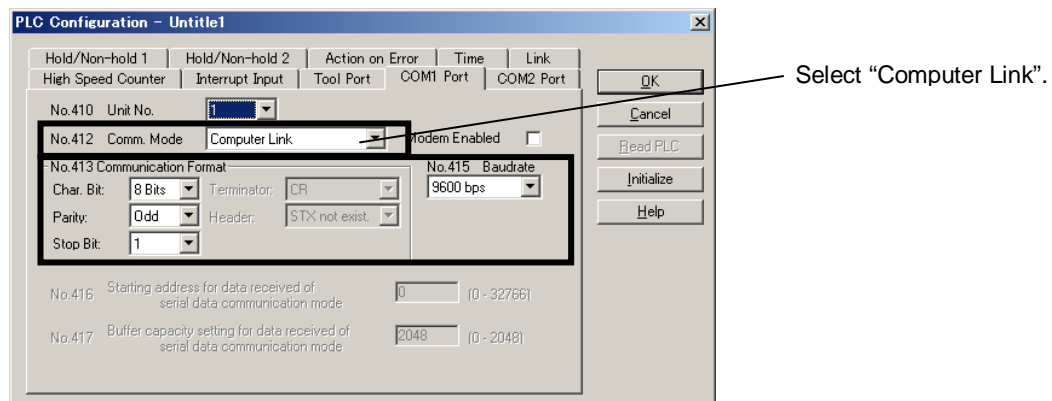 PLC Configuration - Untitle1
Hold/Non-hold 1 Hold/Non-hold 2 Action on Error Time Link
High Speed Counter Interrupt Input Tool Port COM1 Port COM2 Port
Select “Computer Link”.
OK
No.410 Unit No. 1
Cancel
No.412 Comm. Mode Computer Link Modem Enabled
Read PLC
No.413 Communication Format No.415 Baudrate
Char. Bit: 8 Bits Terminator: CR 9600 bps
Initialize
Parity: Odd Header: STX not exist.
Help
Stop Bit: 1
No.416 Starting address for data received of
serial data communication mode 0 (0 - 32766)
No.417 Buffer capacity setting for data received of
serial data communication mode 2048 (0 - 2048)